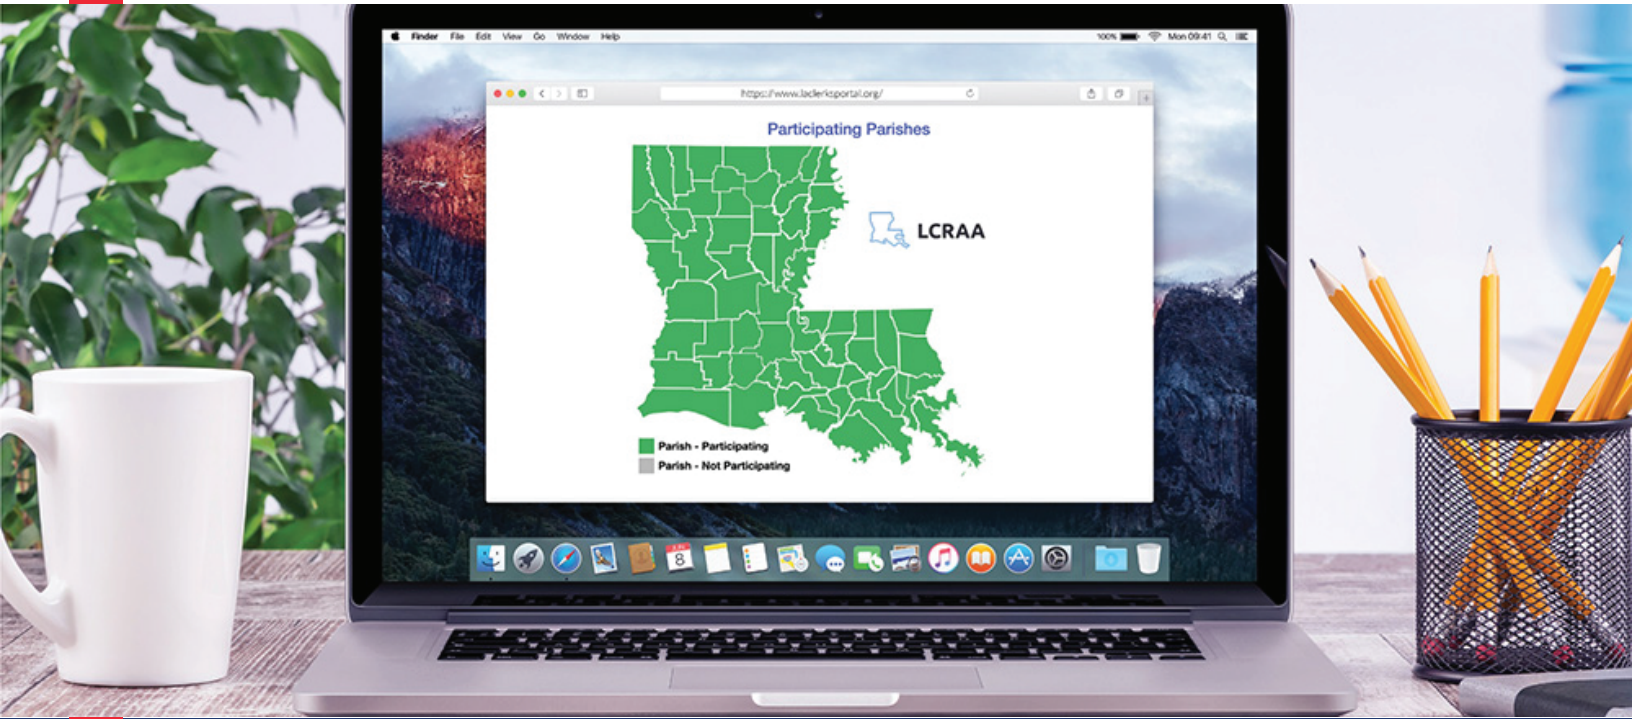 Finder File Edit View Go Window Help 100% Mon 09:41
https://www.laclerksportal.org/
Participating Parishes
LCRAA
Parish - Participating
Parish - Not Participating
JUN
8